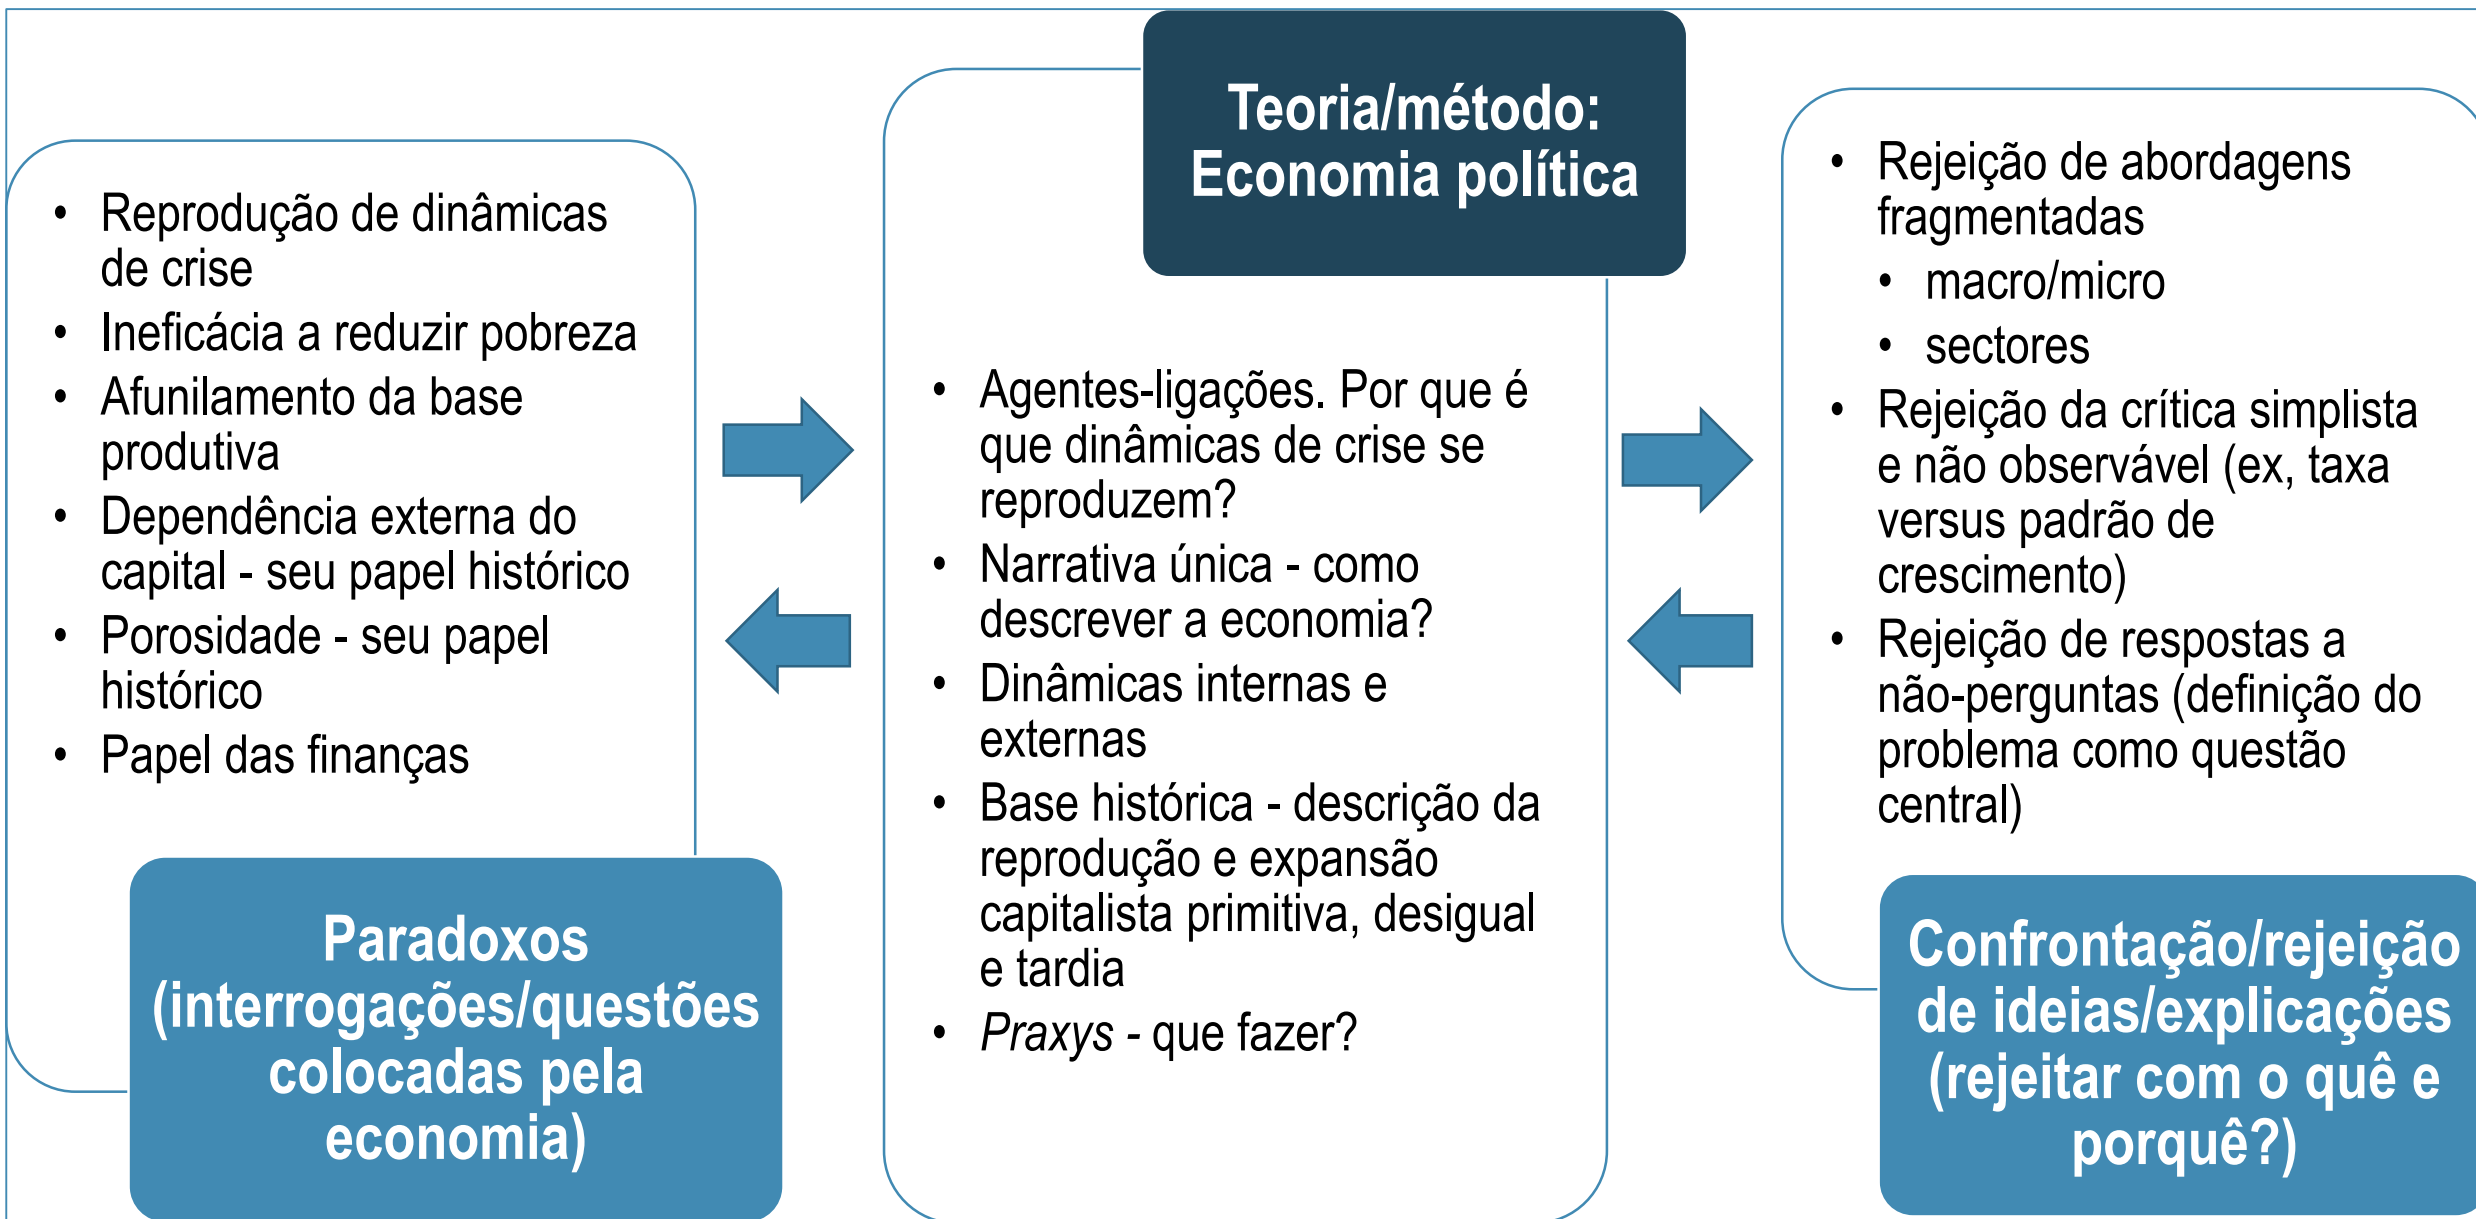 • Reprodução de dinâmicas
de crise
• Ineficácia a reduzir pobreza
• Afunilamento da base
produtiva
• Dependência externa do
capital - seu papel histórico
• Porosidade - seu papel
histórico
• Papel das finanças
Paradoxos
(interrogações/questões
colocadas pela
economia)
Teoria/método:
Economia política
• Agentes-ligações. Por que é
que dinâmicas de crise se
reproduzem?
• Narrativa única - como
descrever a economia?
• Dinâmicas internas e
externas
• Base histórica - descrição da
reprodução e expansão
capitalista primitiva, desigual
e tardia
• Praxys - que fazer?
• Rejeição de abordagens
fragmentadas
• macro/micro
• sectores
• Rejeição da crítica simplista
e não observável (ex, taxa
versus padrão de
crescimento)
• Rejeição de respostas a
não-perguntas (definição do
problema como questão
central)
Confrontação/rejeição
de ideias/explicações
(rejeitar com o quê e
porquê?)